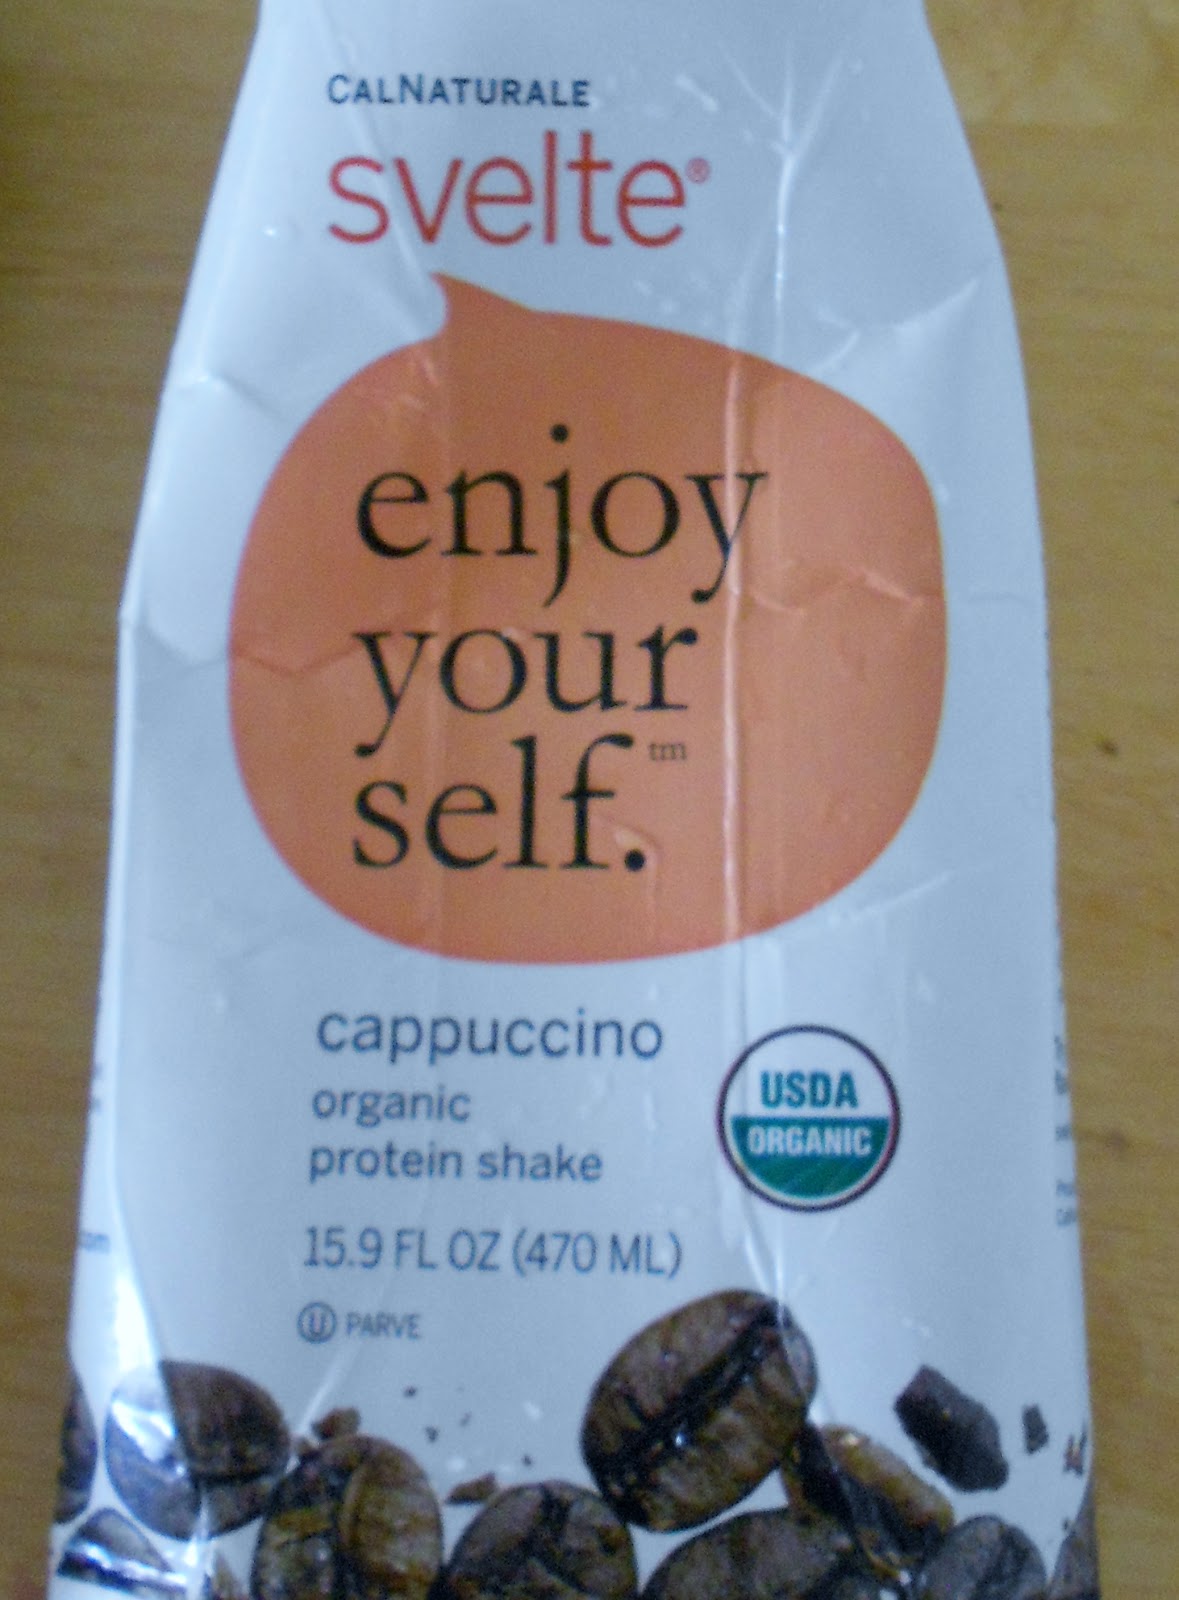 CALNATURALE
svelte®
enjoy
your
self.™
cappuccino
organic
protein shake
USDA
ORGANIC
15.9 FL OZ (470 ML)
U PARVE